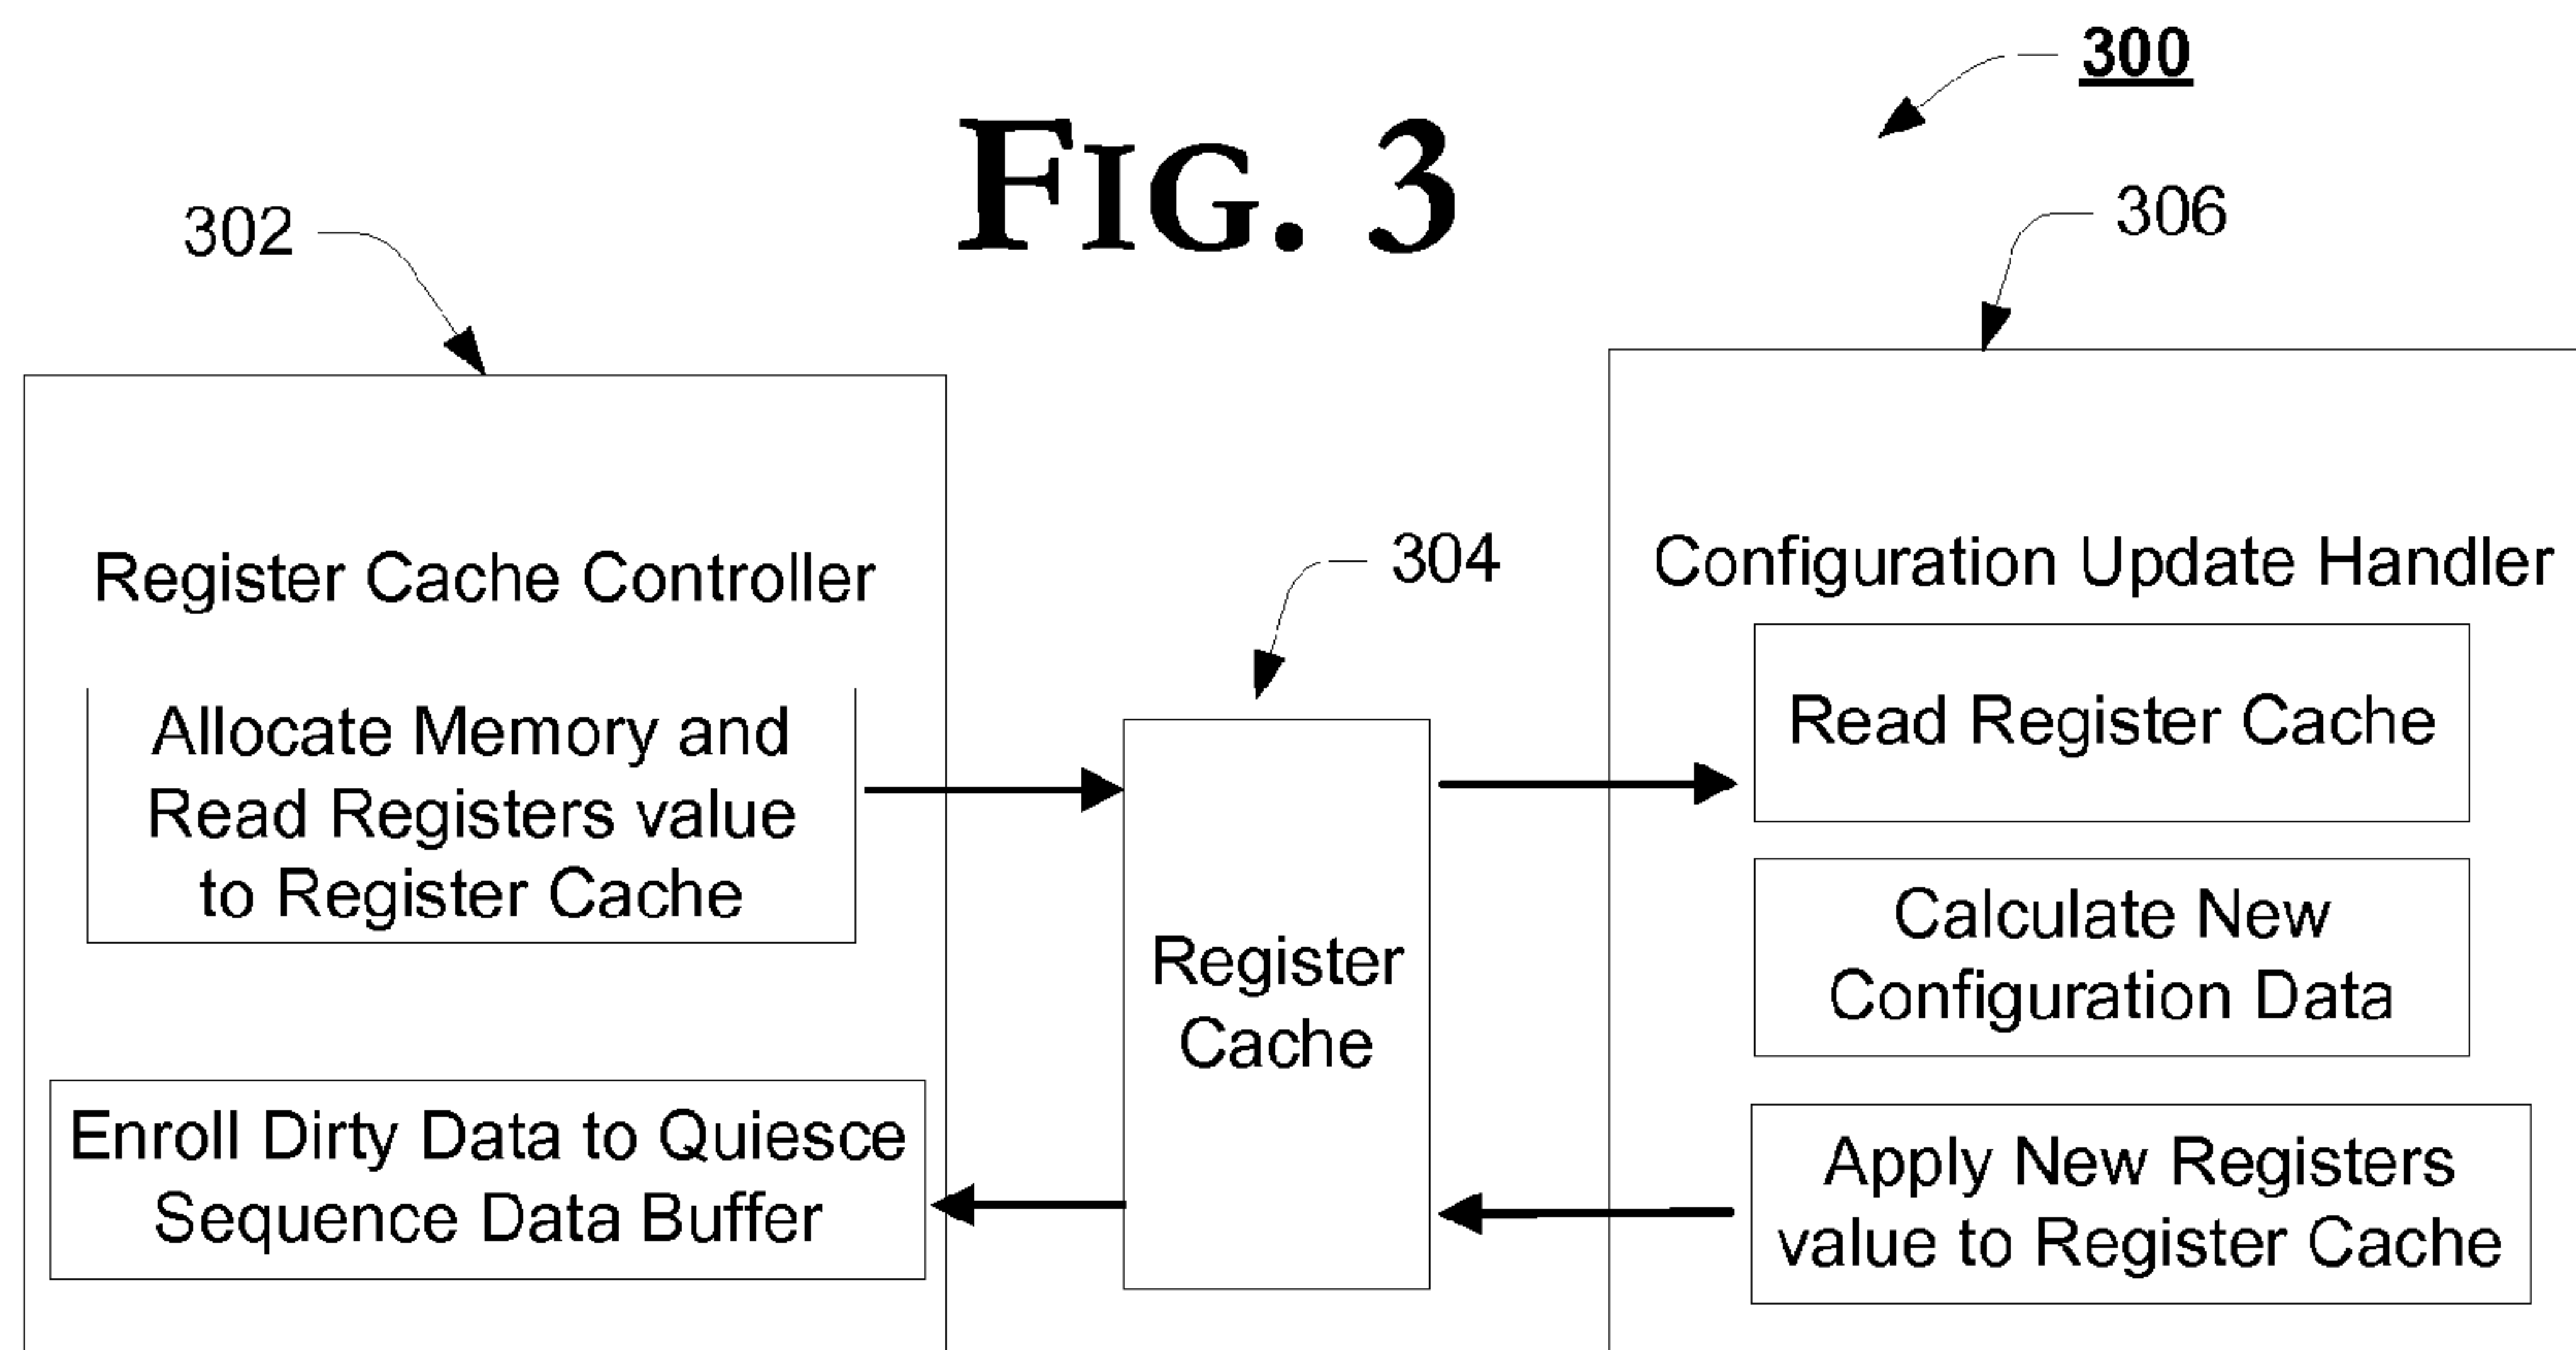 300
FIG. 3
302
306
Register Cache Controller
Allocate Memory and
Read Registers value
to Register Cache
Enroll Dirty Data to Quiesce
Sequence Data Buffer
304
Register
Cache
Configuration Update Handler
Read Register Cache
Calculate New
Configuration Data
Apply New Registers
value to Register Cache